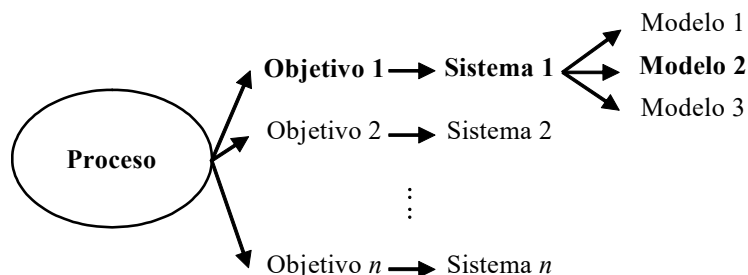 Modelo 1
Objetivo 1 Sistema 1 Modelo 2
Modelo 3
Objetivo 2 Sistema 2
Proceso
Objetivo n Sistema n